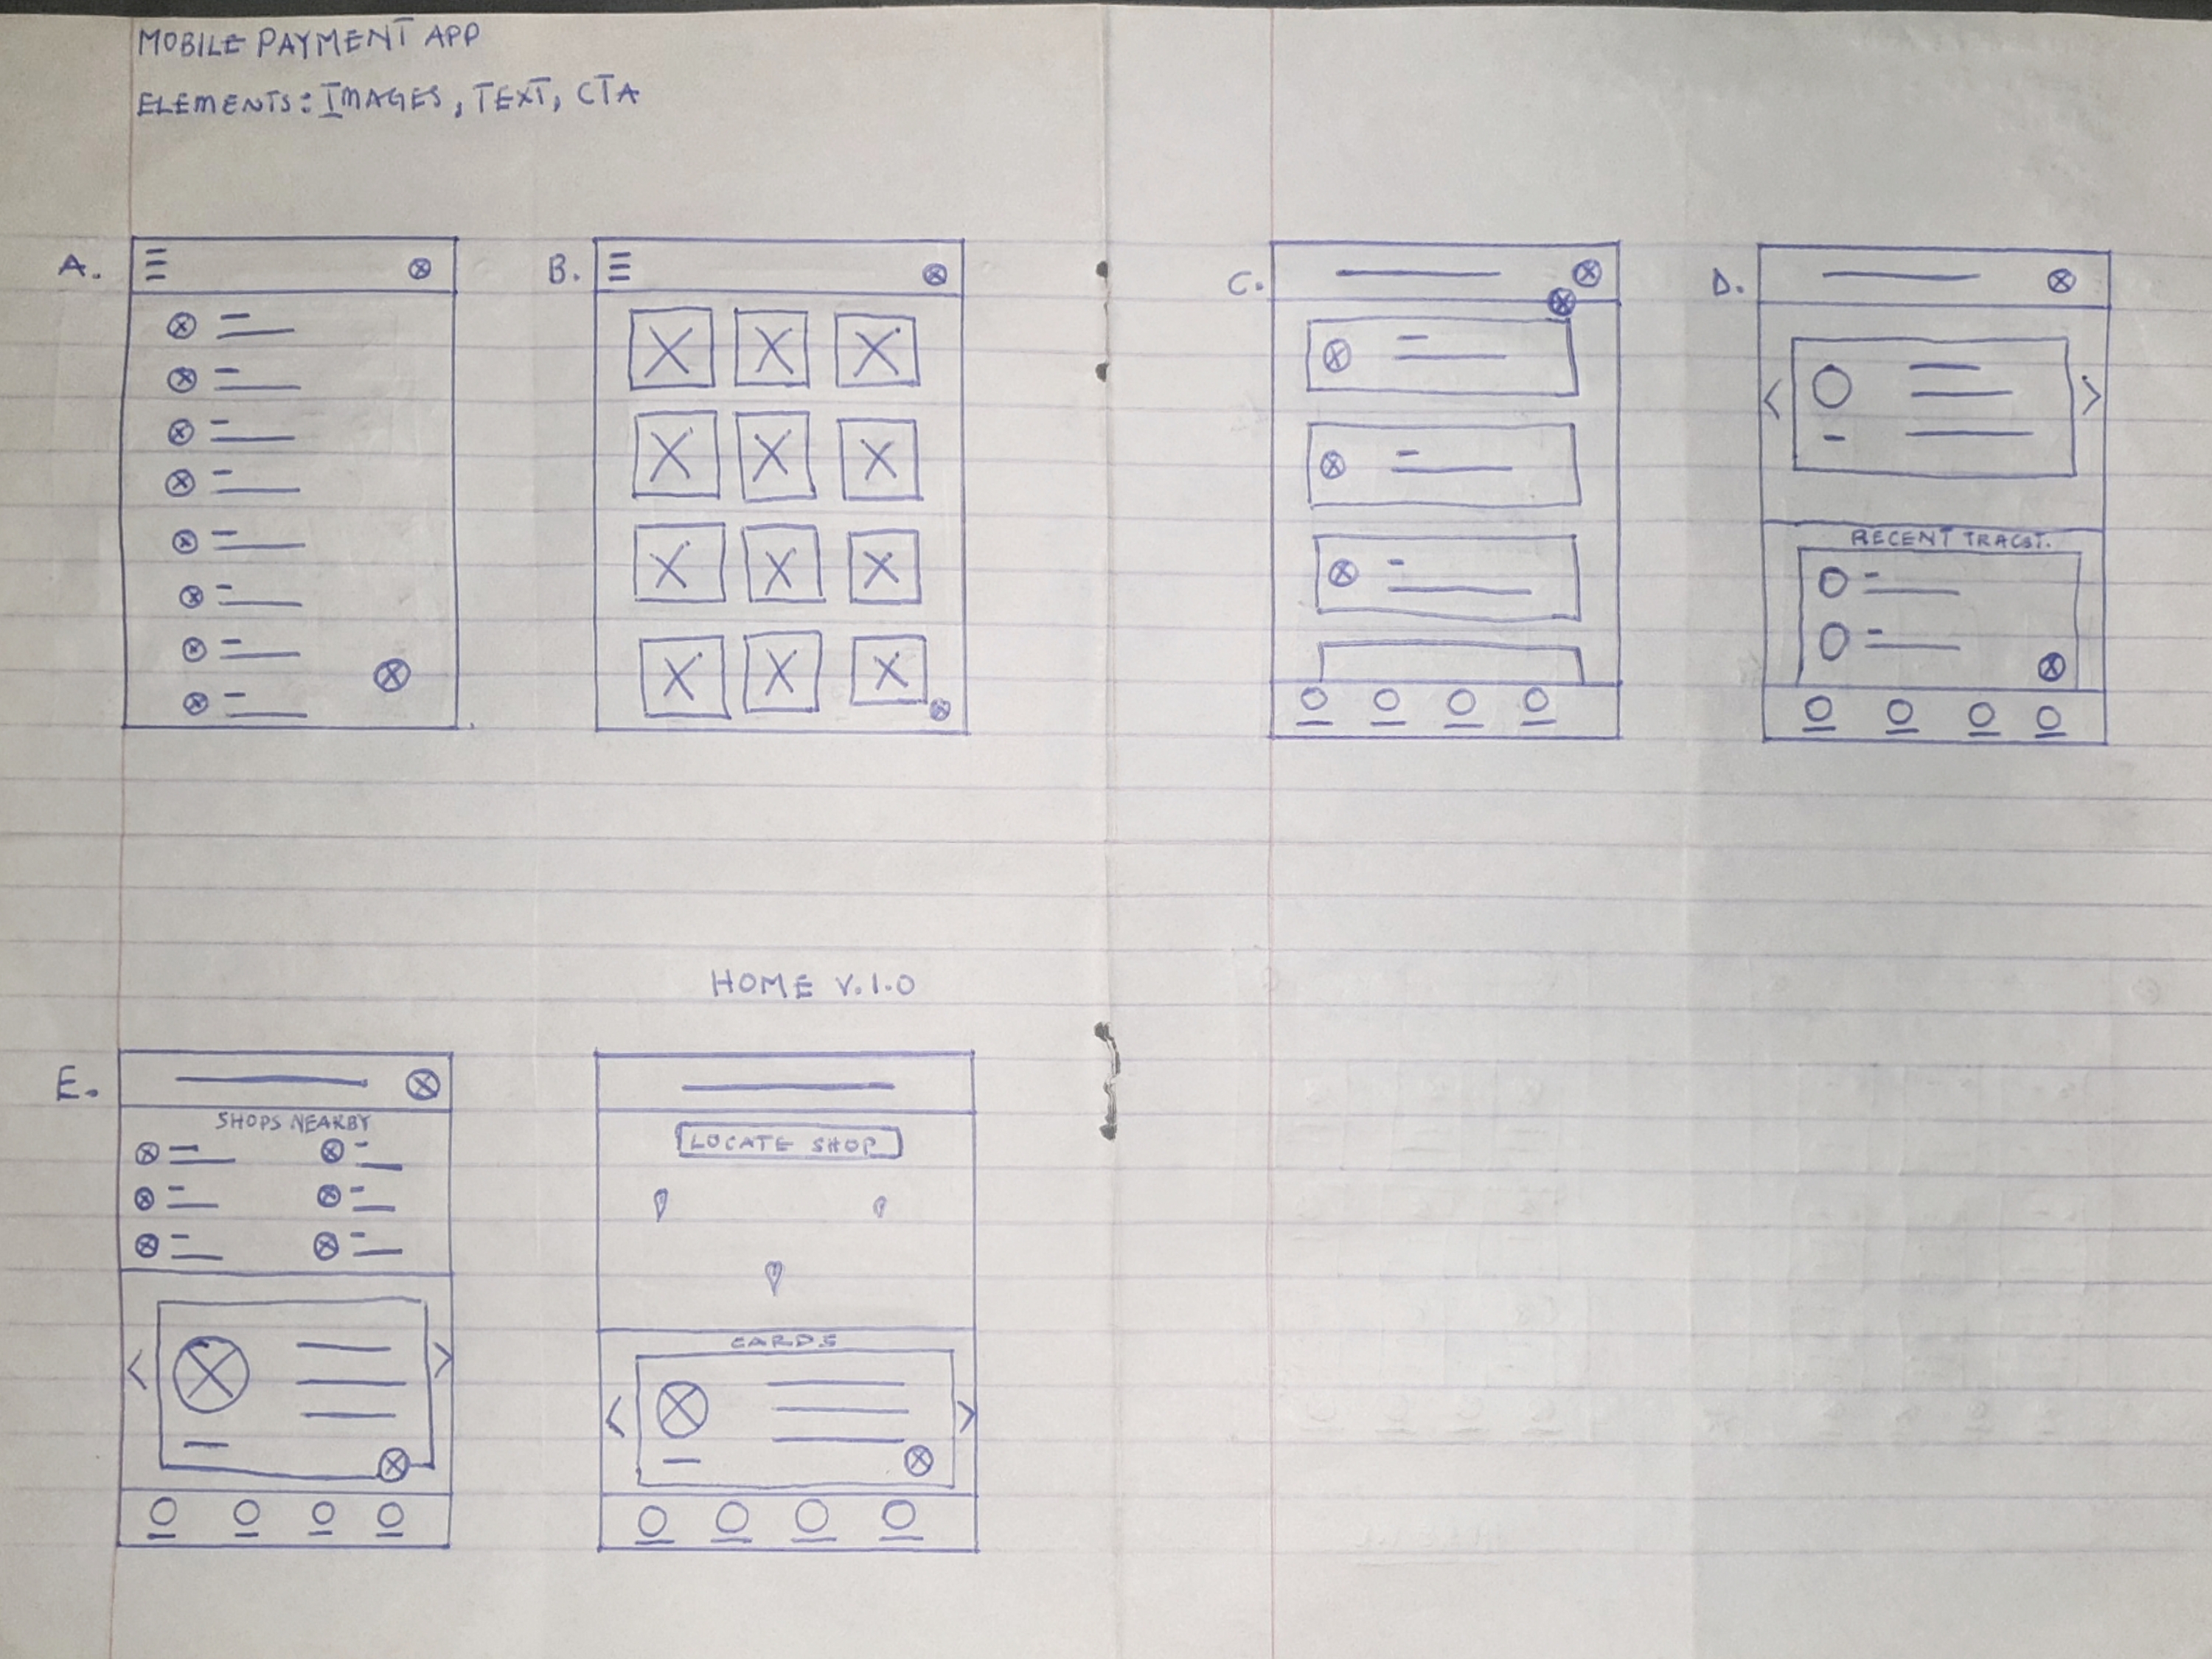 MOBILE PAYMENT APP
ELEMENTS: IMAGES, TEXT, CTA
A.
B.
C.
D.
RECENT TRACST.
HOME V.1.0
E.
SHOPS NEARBY
LOCATE SHOP
CARDS